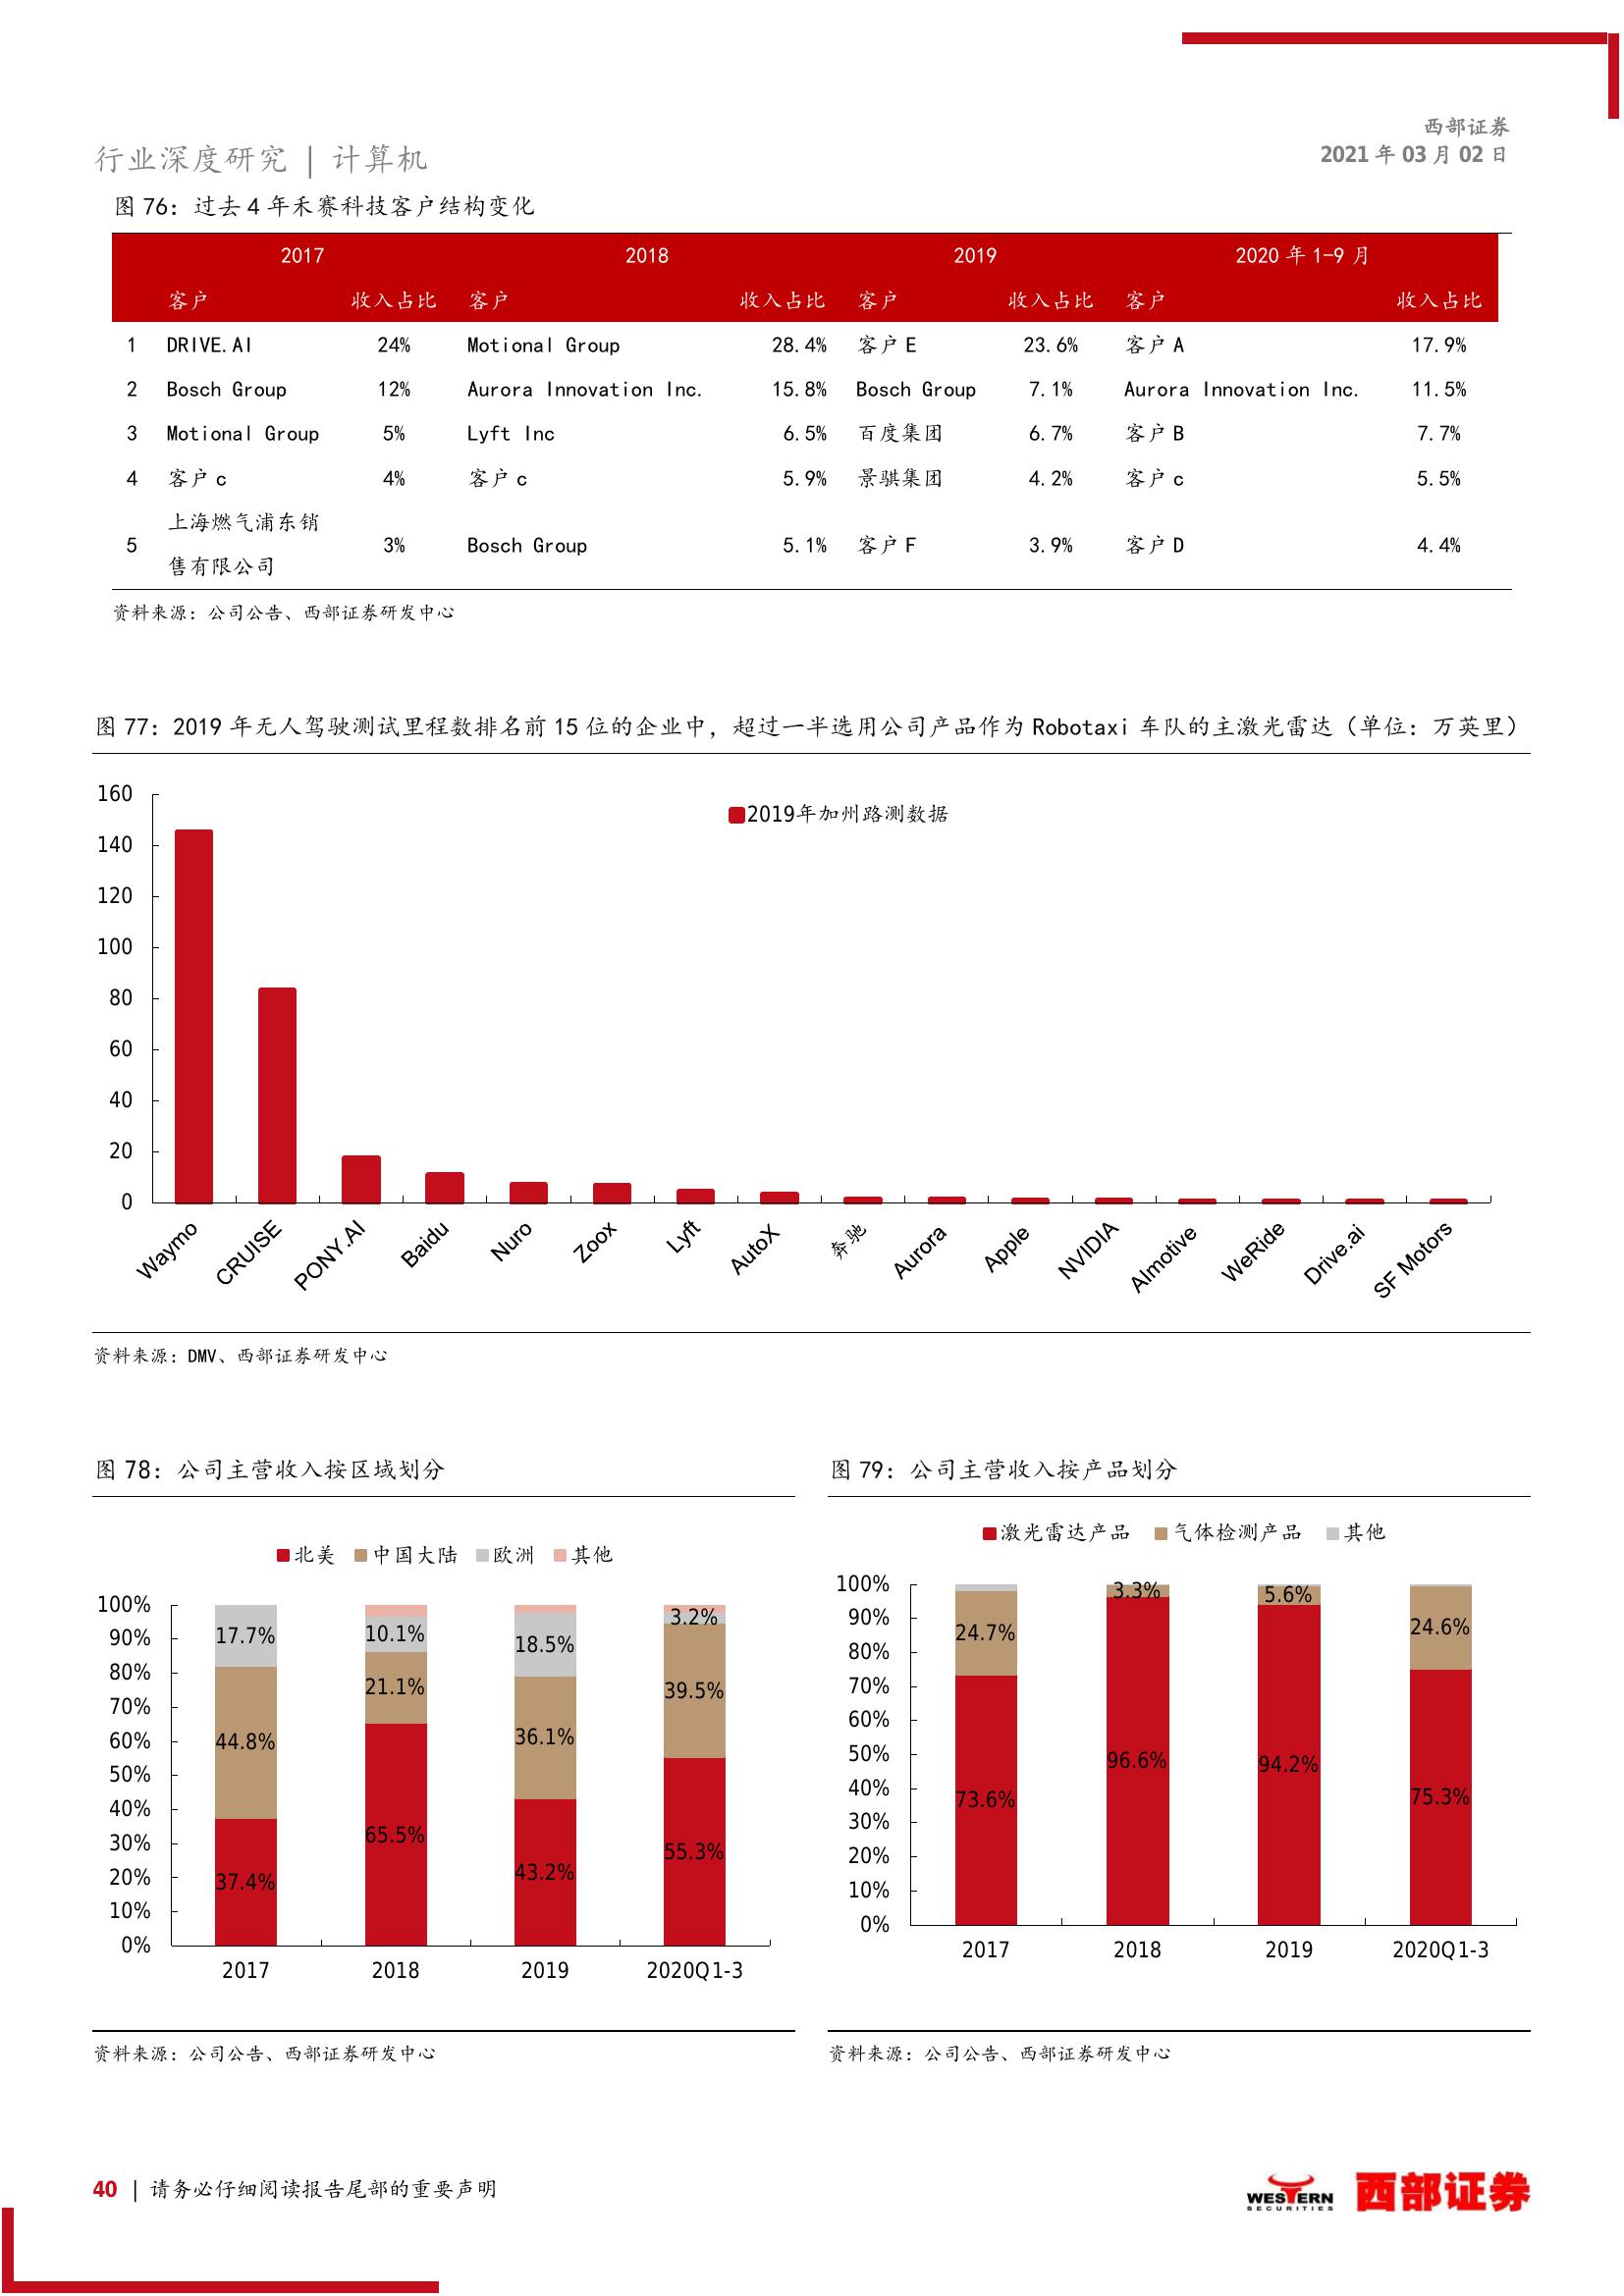 西部证券
行业深度研究 | 计算机
2021 年 03 月 02 日
图 76：过去 4 年禾赛科技客户结构变化
2017 2018 2019 2020 年 1-9 月
客户 收入占比 客户 收入占比 客户 收入占比 客户 收入占比
1 DRIVE.AI 24% Motional Group 28.4% 客户 E 23.6% 客户 A 17.9%
2 Bosch Group 12% Aurora Innovation Inc. 15.8% Bosch Group 7.1% Aurora Innovation Inc. 11.5%
3 Motional Group 5% Lyft Inc 6.5% 百度集团 6.7% 客户 B 7.7%
4 客户 c 4% 客户 c 5.9% 景骐集团 4.2% 客户 c 5.5%
上海燃气浦东销
5 3% Bosch Group 5.1% 客户 F 3.9% 客户 D 4.4%
售有限公司
资料来源：公司公告、西部证券研发中心
图 77：2019 年无人驾驶测试里程数排名前 15 位的企业中，超过一半选用公司产品作为 Robotaxi 车队的主激光雷达（单位：万英里）
2019年加州路测数据
160
140
120
100
80
60
40
20
0
Waymo CRUISE PONY.AI Baidu Nuro Zoox Lyft AutoX 奔驰 Aurora Apple NVIDIA AImotive WeRide Drive.ai SF Motors
资料来源：DMV、西部证券研发中心
图 78：公司主营收入按区域划分
北美 中国大陆 欧洲 其他
100%
90%
80%
70%
60%
50%
40%
30%
20%
10%
0%
17.7% 10.1% 18.5% 3.2%
44.8% 21.1% 36.1% 39.5%
37.4% 65.5% 43.2% 55.3%
2017 2018 2019 2020Q1-3
资料来源：公司公告、西部证券研发中心
图 79：公司主营收入按产品划分
激光雷达产品 气体检测产品 其他
100%
90%
80%
70%
60%
50%
40%
30%
20%
10%
0%
24.7% 3.3% 5.6% 24.6%
73.6% 96.6% 94.2% 75.3%
2017 2018 2019 2020Q1-3
资料来源：公司公告、西部证券研发中心
40 | 请务必仔细阅读报告尾部的重要声明
WESTERN
SECURITIES
西部证券